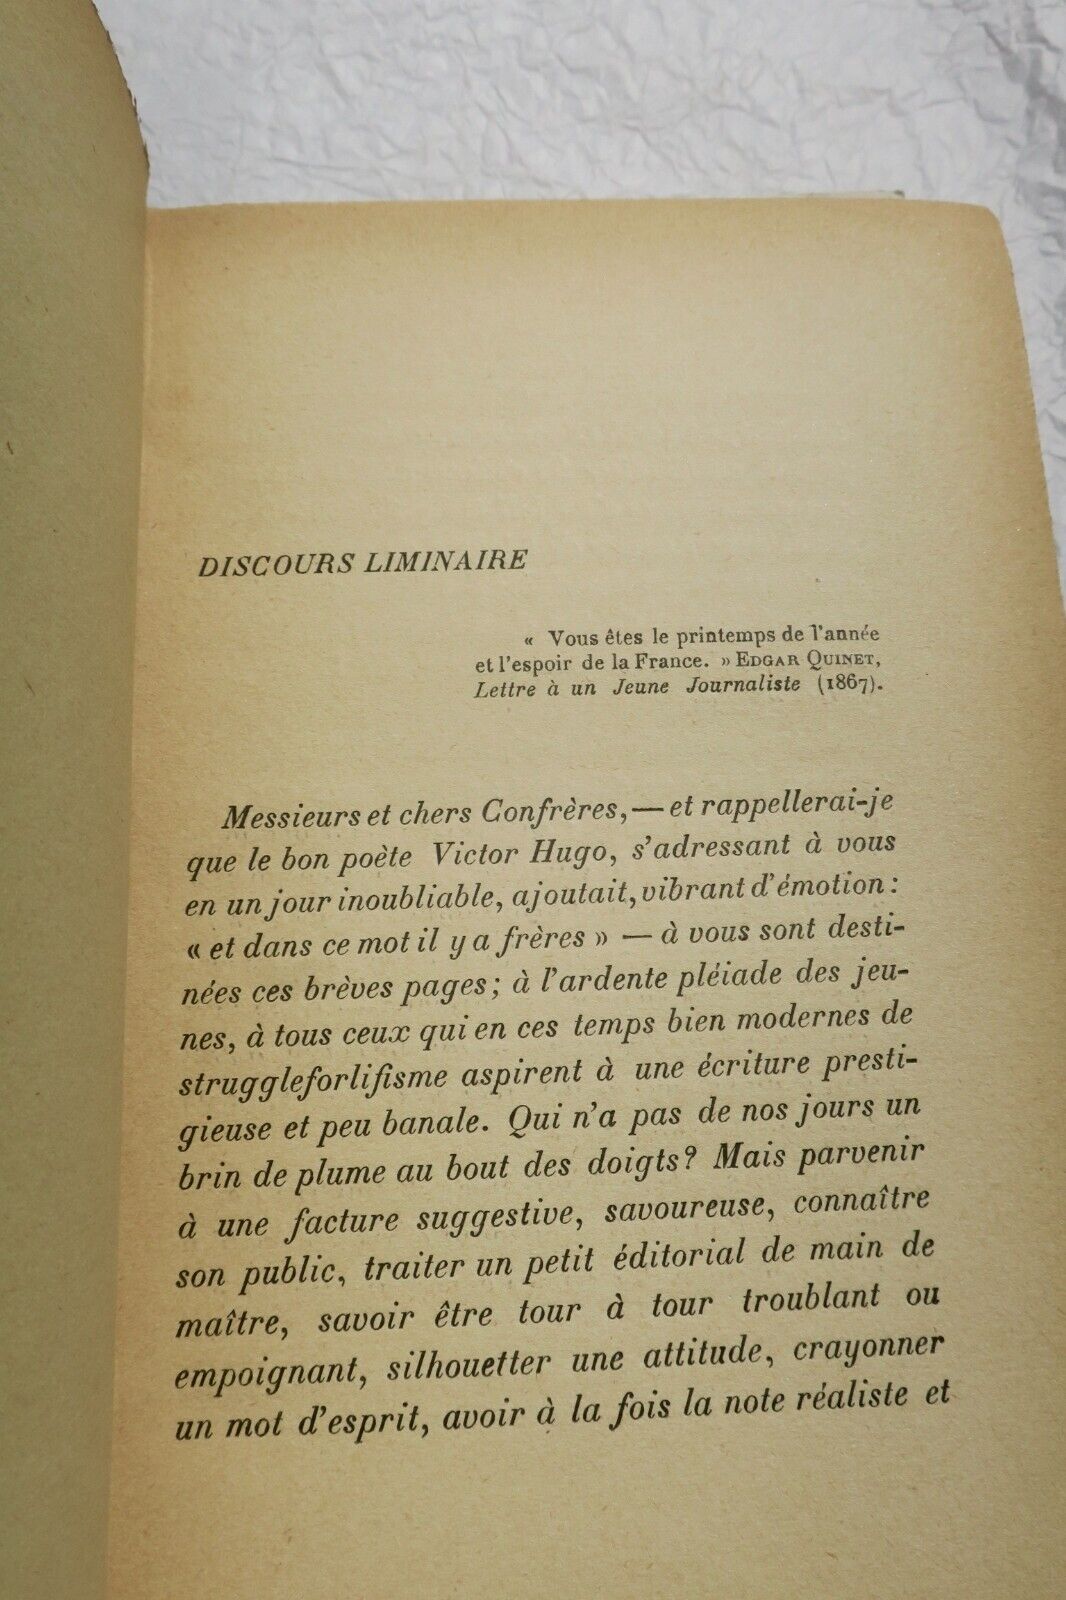 DISCOURS LIMINAIRE
« Vous êtes le printemps de l'année
et l'espoir de la France. » EDGAR QUINET,
Lettre à un Jeune Journaliste (1867).
Messieurs et chers Confrères, — et rappellerai-je
que le bon poète Victor Hugo, s'adressant à vous
en un jour inoubliable, ajoutait, vibrant d'émotion :
« et dans ce mot il y a frères » — à vous sont desti-
nées ces brèves pages ; à l'ardente pléiade des jeu-
nes, à tous ceux qui en ces temps bien modernes de
struggleforlifisme aspirent à une écriture presti-
gieuse et peu banale. Qui n'a pas de nos jours un
brin de plume au bout des doigts ? Mais parvenir
à une facture suggestive, savoureuse, connaître
son public, traiter un petit éditorial de main de
maître, savoir être tour à tour troublant ou
empoignant, silhouetter une attitude, crayonner
un mot d'esprit, avoir à la fois la note réaliste et